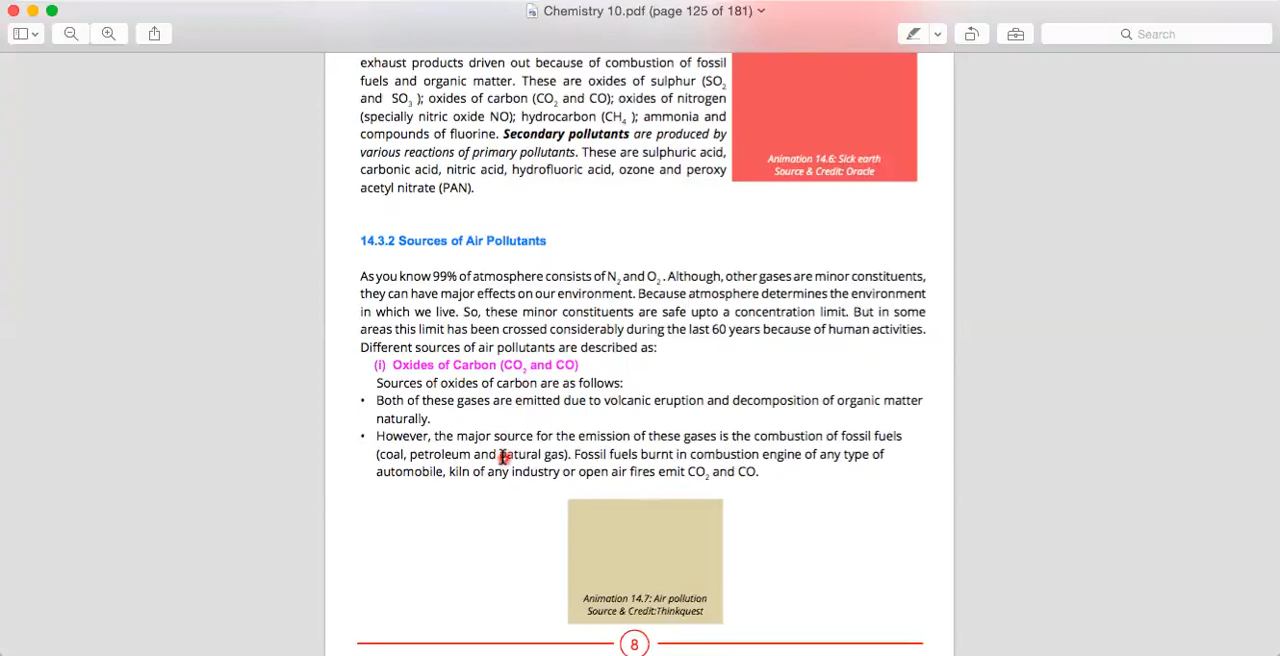 Chemistry 10.pdf (page 125 of 181)
Search
exhaust products driven out because of combustion of fossil
fuels and organic matter. These are oxides of sulphur (SO₂
and SO₃ ); oxides of carbon (CO₂ and CO); oxides of nitrogen
(specially nitric oxide NO); hydrocarbon (CH₄ ); ammonia and
compounds of fluorine. Secondary pollutants are produced by
various reactions of primary pollutants. These are sulphuric acid,
carbonic acid, nitric acid, hydrofluoric acid, ozone and peroxy
acetyl nitrate (PAN).
Animation 14.6: Sick earth
Source & Credit: Oracle
14.3.2 Sources of Air Pollutants
As you know 99% of atmosphere consists of N₂ and O₂ . Although, other gases are minor constituents,
they can have major effects on our environment. Because atmosphere determines the environment
in which we live. So, these minor constituents are safe upto a concentration limit. But in some
areas this limit has been crossed considerably during the last 60 years because of human activities.
Different sources of air pollutants are described as:
(i) Oxides of Carbon (CO₂ and CO)
Sources of oxides of carbon are as follows:
• Both of these gases are emitted due to volcanic eruption and decomposition of organic matter
naturally.
• However, the major source for the emission of these gases is the combustion of fossil fuels
(coal, petroleum and natural gas). Fossil fuels burnt in combustion engine of any type of
automobile, kiln of any industry or open air fires emit CO₂ and CO.
Animation 14.7: Air pollution
Source & Credit:Thinkquest
8